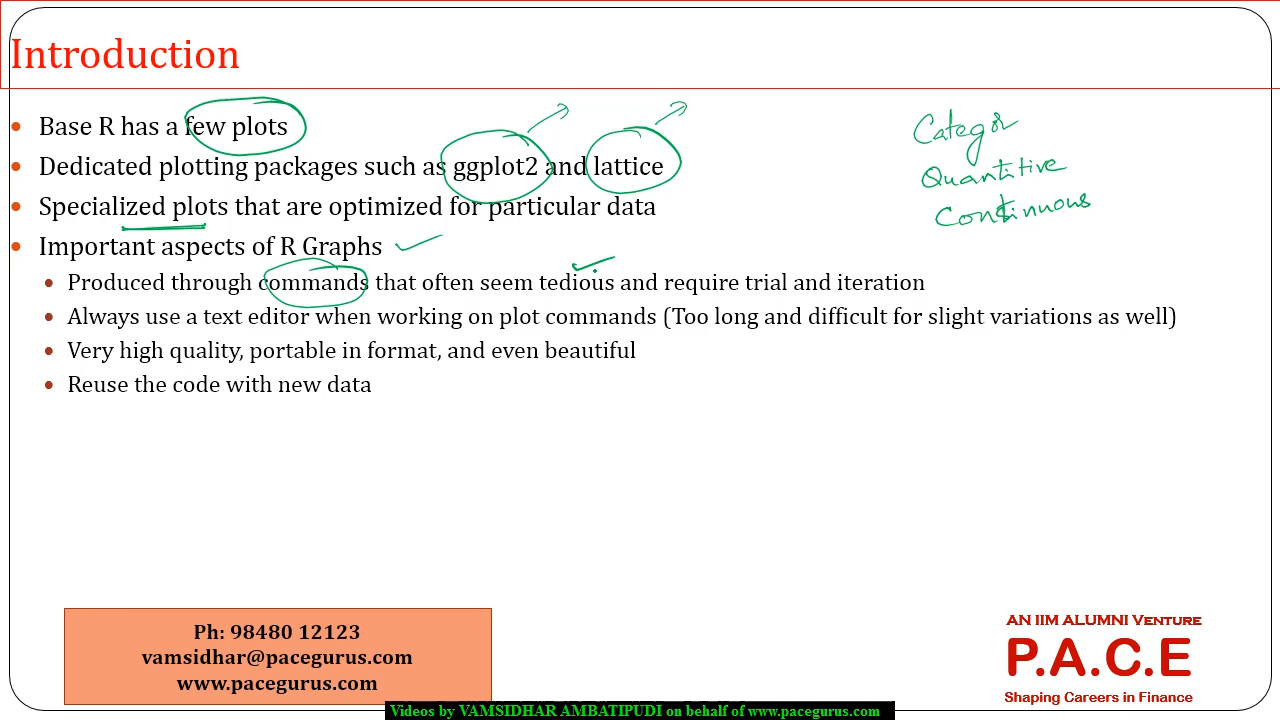 Introduction
Base R has a few plots
Dedicated plotting packages such as ggplot2 and lattice
Specialized plots that are optimized for particular data
Important aspects of R Graphs
Produced through commands that often seem tedious and require trial and iteration
Always use a text editor when working on plot commands (Too long and difficult for slight variations as well)
Very high quality, portable in format, and even beautiful
Reuse the code with new data
Categor
Quantitive
Continuous
Ph: 98480 12123
vamsidhar@pacegurus.com
www.pacegurus.com
AN IIM ALUMNI VENTURE
P.A.C.E
Shaping Careers in Finance
Videos by VAMSIDHAR AMBATIPUDI on behalf of www.pacegurus.com